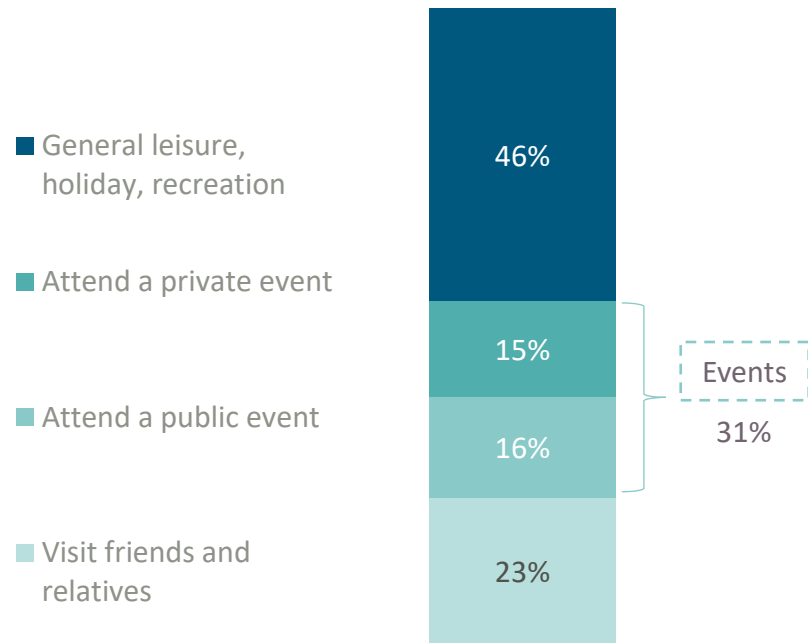 General leisure,
holiday, recreation
46%
Attend a private event
15%
Events
31%
Attend a public event
16%
Visit friends and
relatives
23%